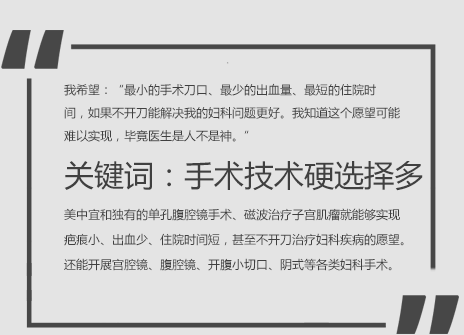 我希望：“最小的手术刀口、最少的出血量、最短的住院时
间，如果不开刀能解决我的妇科问题更好。我知道这个愿望可能
难以实现，毕竟医生是人不是神。”
关键词：手术技术硬选择多
美中宜和独有的单孔腹腔镜手术、磁波治疗子宫肌瘤就能够实现
疤痕小、出血少、住院时间短，甚至不开刀治疗妇科疾病的愿望。
还能开展宫腔镜、腹腔镜、开腹小切口、阴式等各类妇科手术。